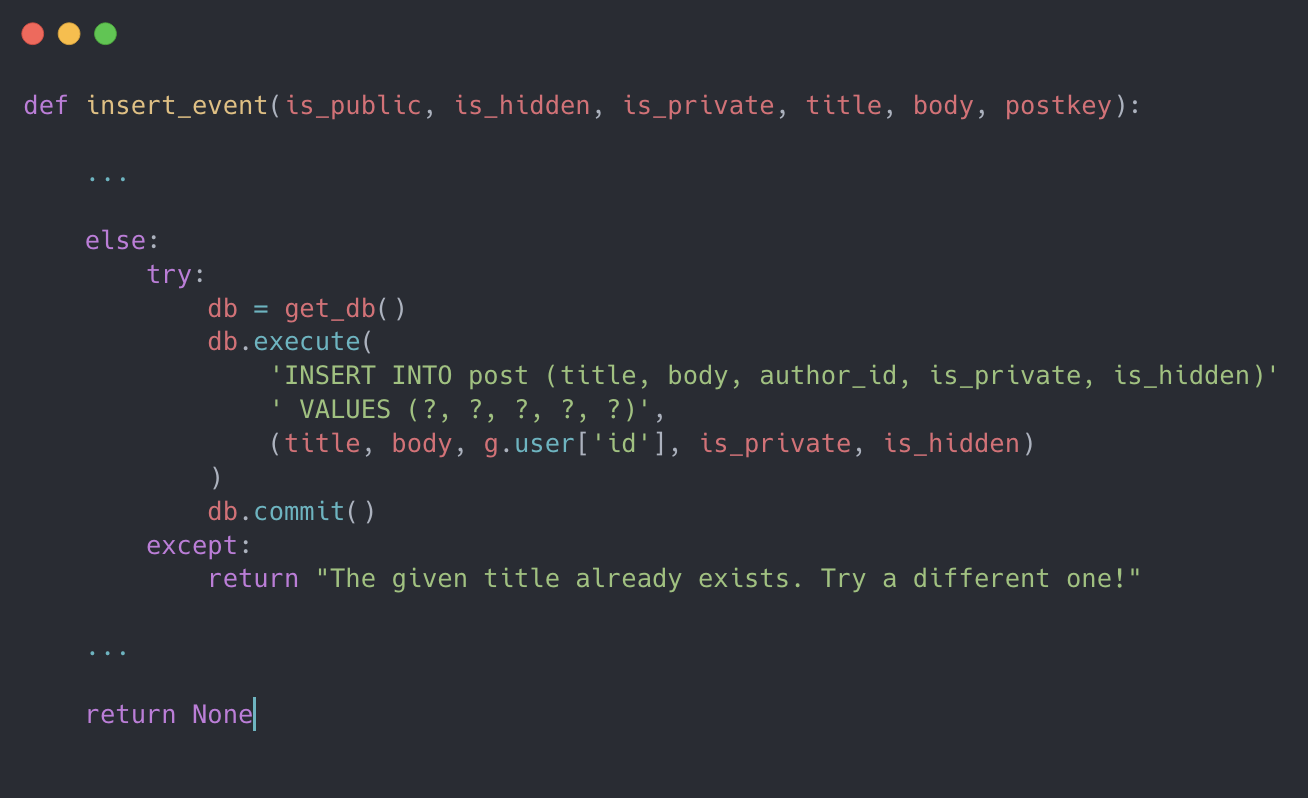 def insert_event(is_public, is_hidden, is_private, title, body, postkey):
    ...
    else:
        try:
            db = get_db()
            db.execute(
                'INSERT INTO post (title, body, author_id, is_private, is_hidden)'
                ' VALUES (?, ?, ?, ?, ?)',
                (title, body, g.user['id'], is_private, is_hidden)
            )
            db.commit()
        except:
            return "The given title already exists. Try a different one!"
    ...
    return None